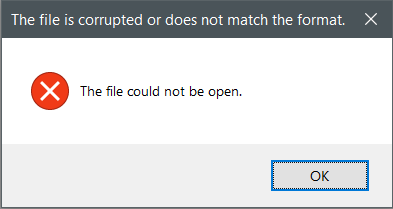 The file is corrupted or does not match the format.
The file could not be open.
OK